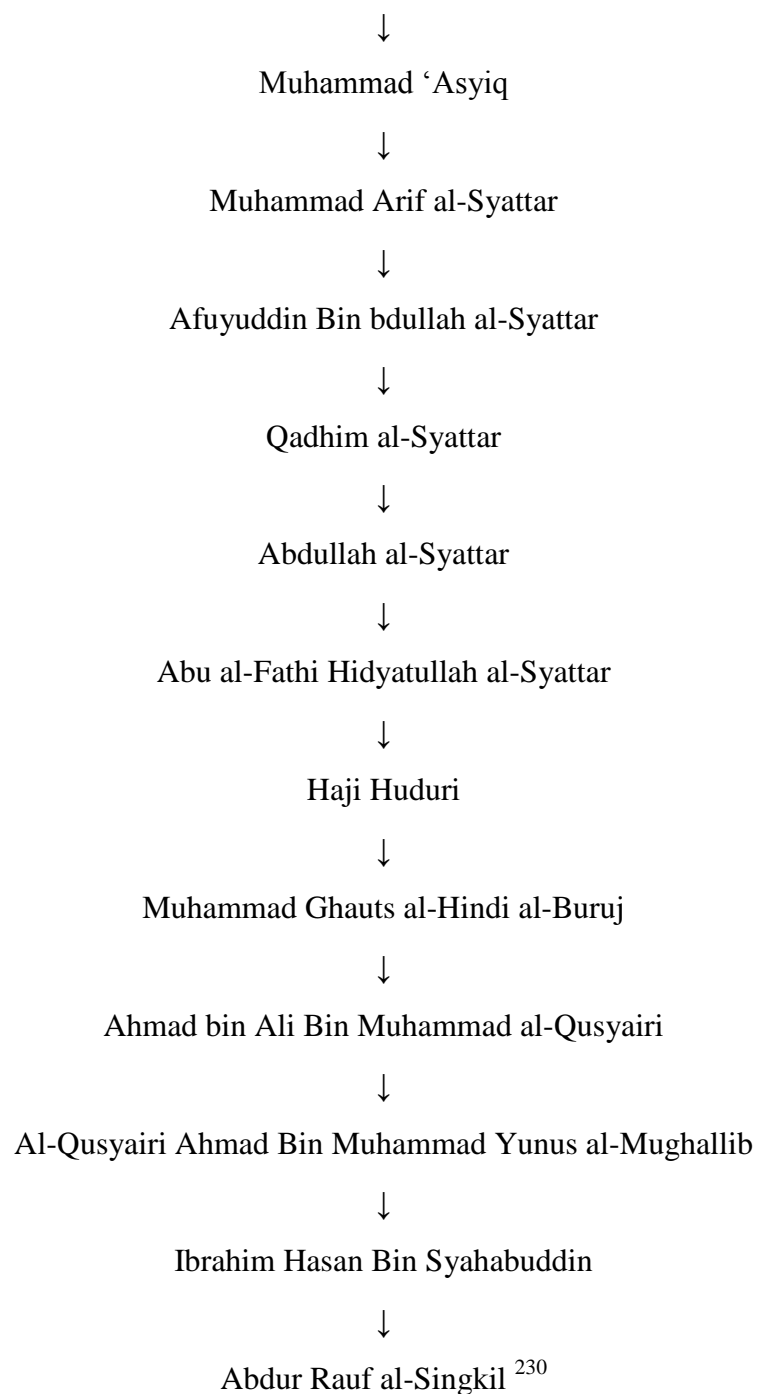 ↓
Muhammad ‘Asyiq
↓
Muhammad Arif al-Syattar
↓
Afuyuddin Bin bdullah al-Syattar
↓
Qadhim al-Syattar
↓
Abdullah al-Syattar
↓
Abu al-Fathi Hidyatullah al-Syattar
↓
Haji Huduri
↓
Muhammad Ghauts al-Hindi al-Buruj
↓
Ahmad bin Ali Bin Muhammad al-Qusyairi
↓
Al-Qusyairi Ahmad Bin Muhammad Yunus al-Mughallib
↓
Ibrahim Hasan Bin Syahabuddin
↓
Abdur Rauf al-Singkil 230